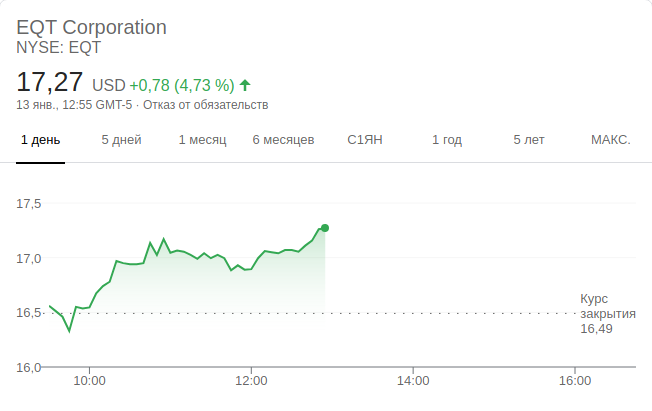 EQT Corporation
NYSE: EQT
17,27 USD +0,78 (4,73 %)
13 янв., 12:55 GMT-5 · Отказ от обязательств
1 день 5 дней 1 месяц 6 месяцев С1ЯН 1 год 5 лет МАКС.
17,5
17,0
16,5
16,0
Курс
закрытия
16,49
10:00 12:00 14:00 16:00